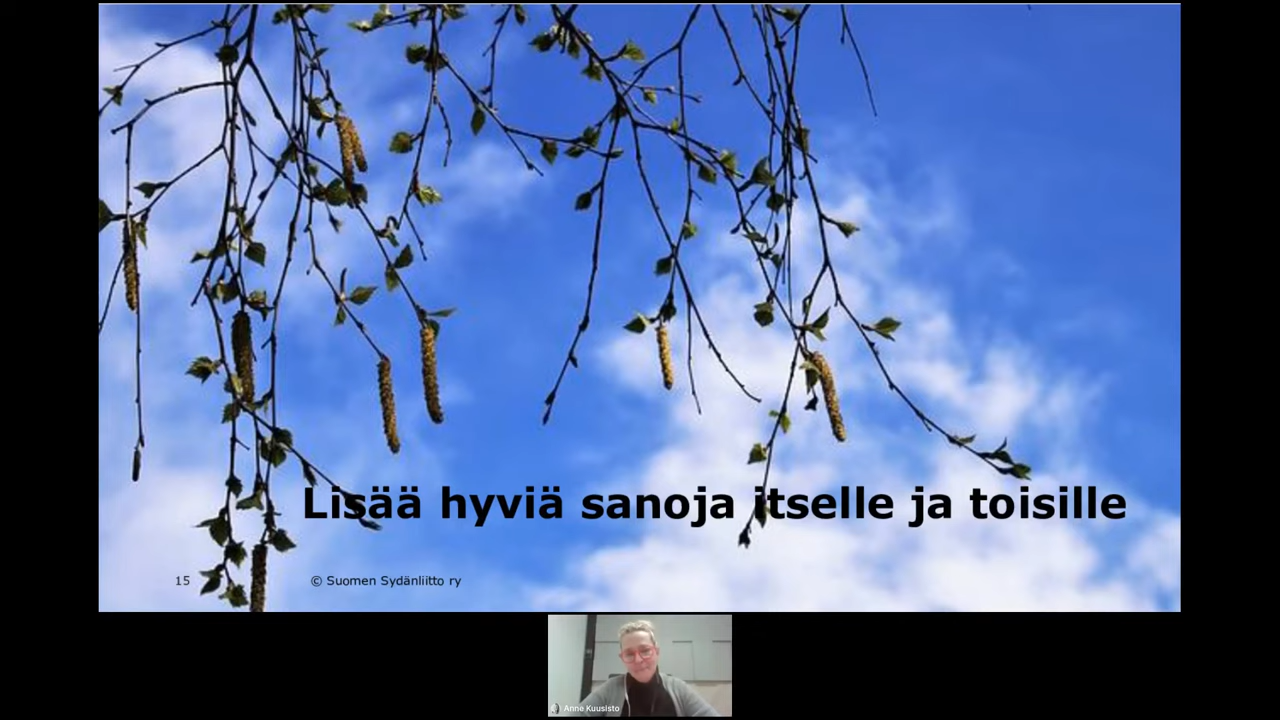 Lisää hyviä sanoja itselle ja toisille
15
© Suomen Sydänliitto ry
Anne Kuusisto